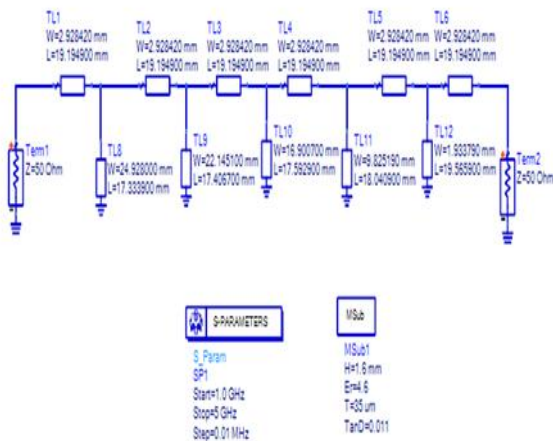 TL1
W=2.928420 mm
L=19.194900 mm
TL2
W=2.928420 mm
L=19.194900 mm
TL3
W=2.928420 mm
L=19.194900 mm
TL4
W=2.928420 mm
L=19.194900 mm
TL5
W=2.928420 mm
L=19.194900 mm
TL6
W=2.928420 mm
L=19.194900 mm
Term1
Z=50 Ohm
TL8
W=24.928000 mm
L=17.333900 mm
TL9
W=22.145100 mm
L=17.406700 mm
TL10
W=16.900700 mm
L=17.592900 mm
TL11
W=9.825190 mm
L=18.040900 mm
TL12
L=19.565900 mm
Term2
Z=50 Ohm
S-PARAMETERS
S_Param
SP1
Start=1.0 GHz
Stop=5 GHz
Step=0.01 MHz
MSub
MSub1
H=1.6 mm
Er=4.6
T=35 um
TanD=0.011